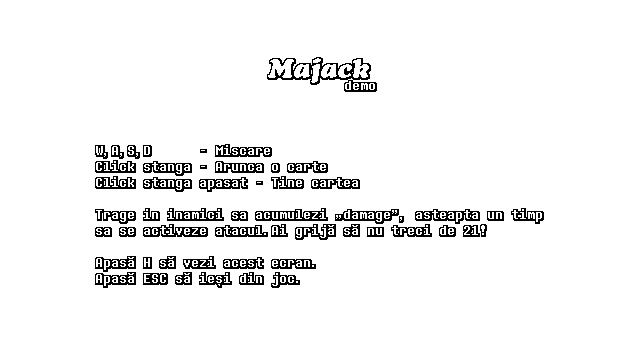 Majack
demo
W,A,S,D - Miscare
Click stanga - Arunca o carte
Click stanga apasat - Tine cartea
Trage in inamici sa acumulezi „damage”, asteapta un timp
sa se activeze atacul.Ai grijă să nu treci de 21!
Apasă H să vezi acest ecran.
Apasă ESC să ieși din joc.